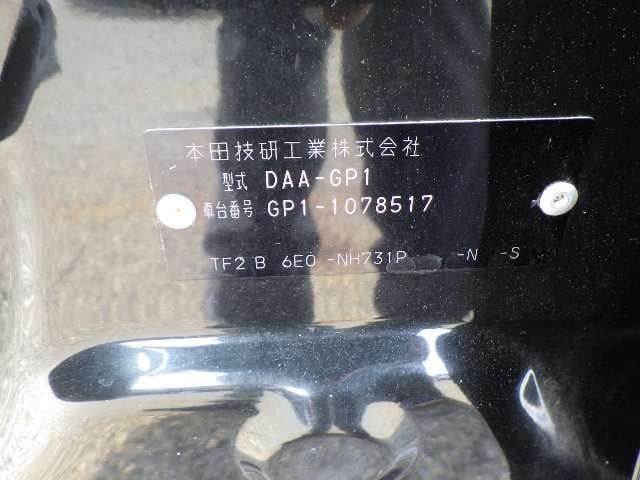 本田技研工業株式会社
型式 DAA-GP1
車台番号 GP1-1078517
TF2 B 6E0 -NH731P -N -S